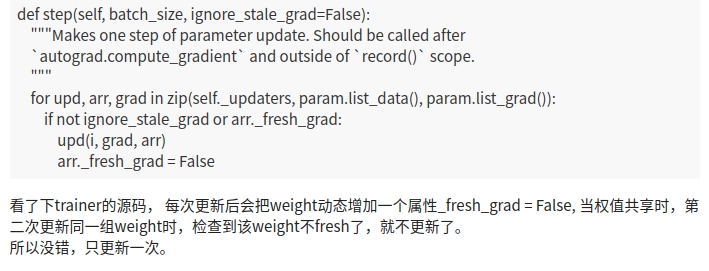 def step(self, batch_size, ignore_stale_grad=False):
"""Makes one step of parameter update. Should be called after
`autograd.compute_gradient` and outside of `record()` scope.
"""
for upd, arr, grad in zip(self._updaters, param.list_data(), param.list_grad()):
if not ignore_stale_grad or arr._fresh_grad:
upd(i, grad, arr)
arr._fresh_grad = False
看了下trainer的源码， 每次更新后会把weight动态增加一个属性_fresh_grad = False, 当权值共享时，第
二次更新同一组weight时，检查到该weight不fresh了，就不更新了。
所以没错，只更新一次。